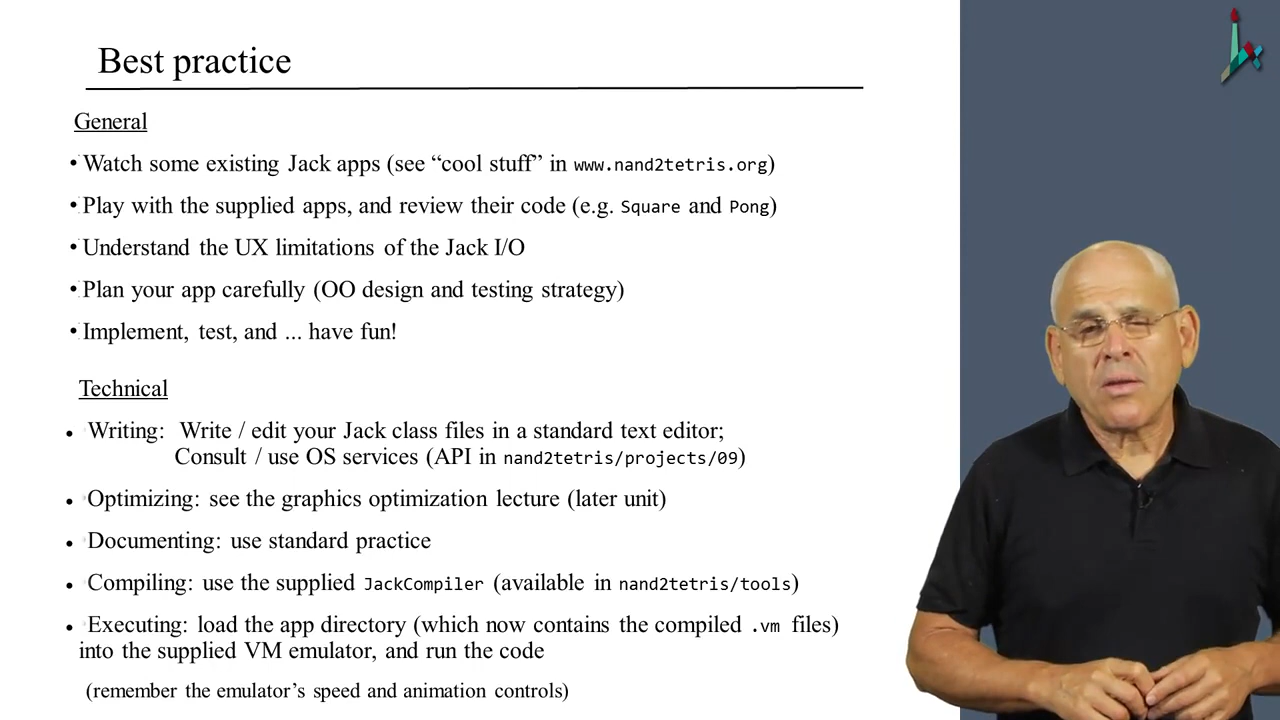 Best practice
General
• Watch some existing Jack apps (see “cool stuff” in www.nand2tetris.org)
• Play with the supplied apps, and review their code (e.g. Square and Pong)
• Understand the UX limitations of the Jack I/O
• Plan your app carefully (OO design and testing strategy)
• Implement, test, and ... have fun!
Technical
• Writing: Write / edit your Jack class files in a standard text editor;
Consult / use OS services (API in nand2tetris/projects/09)
• Optimizing: see the graphics optimization lecture (later unit)
• Documenting: use standard practice
• Compiling: use the supplied JackCompiler (available in nand2tetris/tools)
• Executing: load the app directory (which now contains the compiled .vm files)
into the supplied VM emulator, and run the code
(remember the emulator’s speed and animation controls)